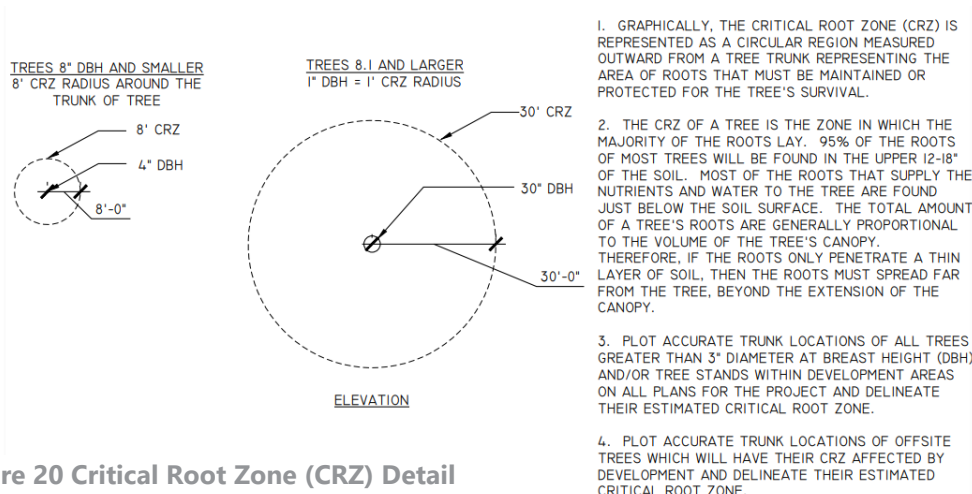 TREES 8" DBH AND SMALLER
8' CRZ RADIUS AROUND THE
TRUNK OF TREE
8' CRZ
4" DBH
8'-0"
TREES 8.1 AND LARGER
1" DBH = 1' CRZ RADIUS
30' CRZ
30" DBH
30'-0"
ELEVATION
1. GRAPHICALLY, THE CRITICAL ROOT ZONE (CRZ) IS
REPRESENTED AS A CIRCULAR REGION MEASURED
OUTWARD FROM A TREE TRUNK REPRESENTING THE
AREA OF ROOTS THAT MUST BE MAINTAINED OR
PROTECTED FOR THE TREE'S SURVIVAL.
2. THE CRZ OF A TREE IS THE ZONE IN WHICH THE
MAJORITY OF THE ROOTS LAY. 95% OF THE ROOTS
OF MOST TREES WILL BE FOUND IN THE UPPER 12-18"
OF THE SOIL. MOST OF THE ROOTS THAT SUPPLY THE
NUTRIENTS AND WATER TO THE TREE ARE FOUND
JUST BELOW THE SOIL SURFACE. THE TOTAL AMOUNT
OF A TREE'S ROOTS ARE GENERALLY PROPORTIONAL
TO THE VOLUME OF THE TREE'S CANOPY.
THEREFORE, IF THE ROOTS ONLY PENETRATE A THIN
LAYER OF SOIL, THEN THE ROOTS MUST SPREAD FAR
FROM THE TREE, BEYOND THE EXTENSION OF THE
CANOPY.
3. PLOT ACCURATE TRUNK LOCATIONS OF ALL TREES
GREATER THAN 3" DIAMETER AT BREAST HEIGHT (DBH)
AND/OR TREE STANDS WITHIN DEVELOPMENT AREAS
ON ALL PLANS FOR THE PROJECT AND DELINEATE
THEIR ESTIMATED CRITICAL ROOT ZONE.
4. PLOT ACCURATE TRUNK LOCATIONS OF OFFSITE
TREES WHICH WILL HAVE THEIR CRZ AFFECTED BY
DEVELOPMENT AND DELINEATE THEIR ESTIMATED
CRITICAL ROOT ZONE.
re 20 Critical Root Zone (CRZ) Detail